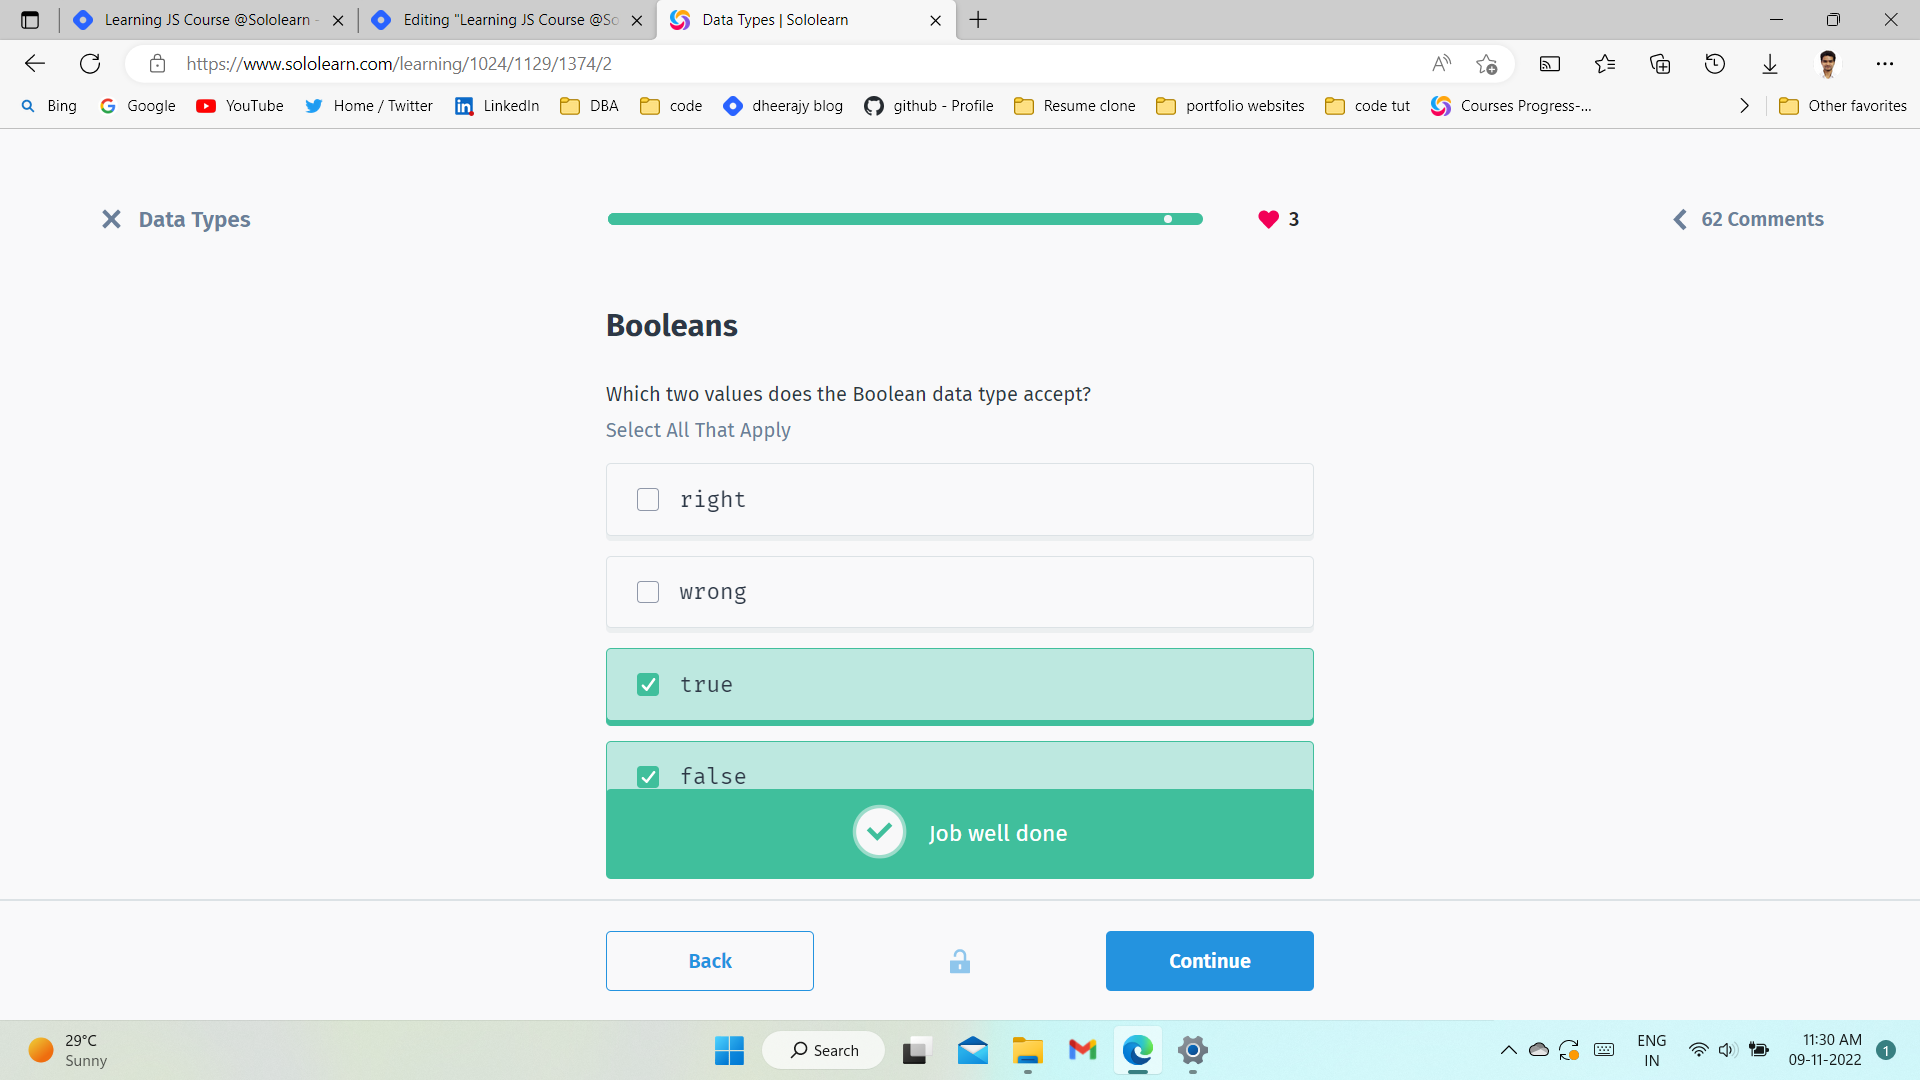 Learning JS Course @Sololearn -
Editing "Learning JS Course @So
Data Types | Sololearn
https://www.sololearn.com/learning/1024/1129/1374/2
Bing
Google
YouTube
Home / Twitter
LinkedIn
DBA
code
dheerajy blog
github - Profile
Resume clone
portfolio websites
code tut
Courses Progress-...
Other favorites
Data Types
3
62 Comments
Booleans
Which two values does the Boolean data type accept?
Select All That Apply
right
wrong
true
false
Job well done
Back
Continue
29°C
Sunny
Search
ENG
IN
11:30 AM
09-11-2022
1